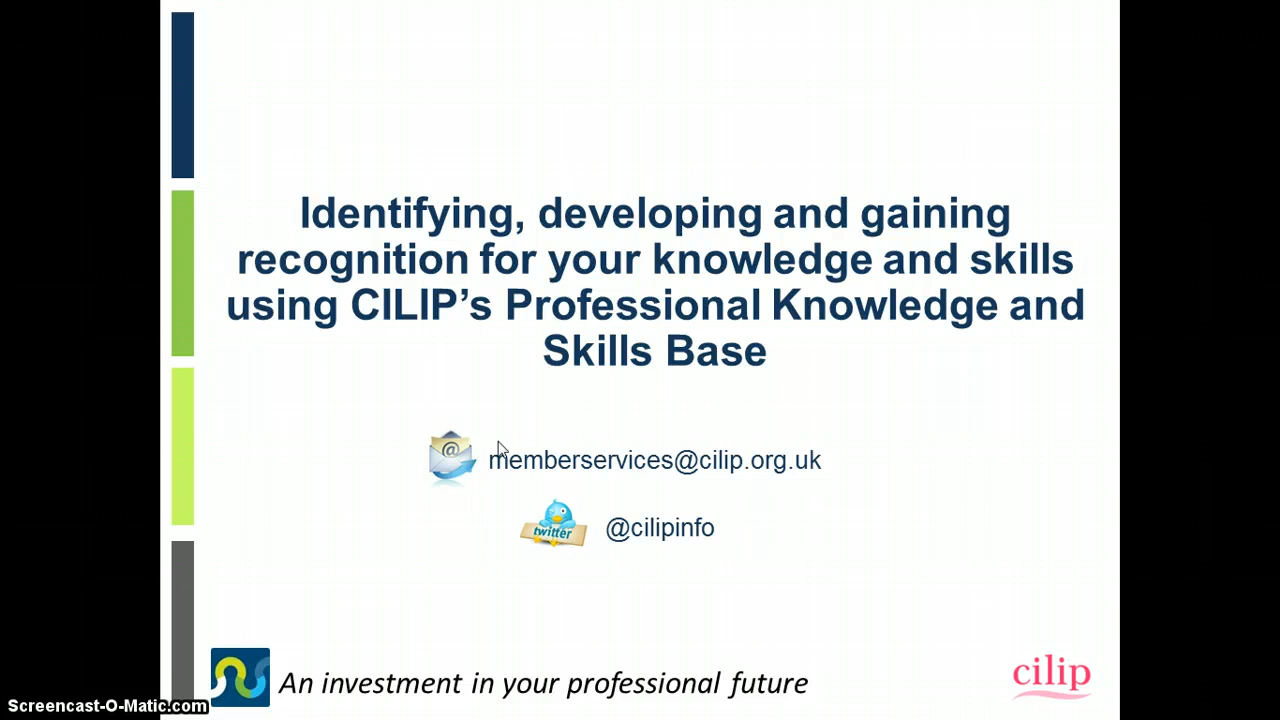 Identifying, developing and gaining
recognition for your knowledge and skills
using CILIP’s Professional Knowledge and
Skills Base
@
memberservices@cilip.org.uk
twitter
@cilipinfo
An investment in your professional future
cilip
Screencast-O-Matic.com